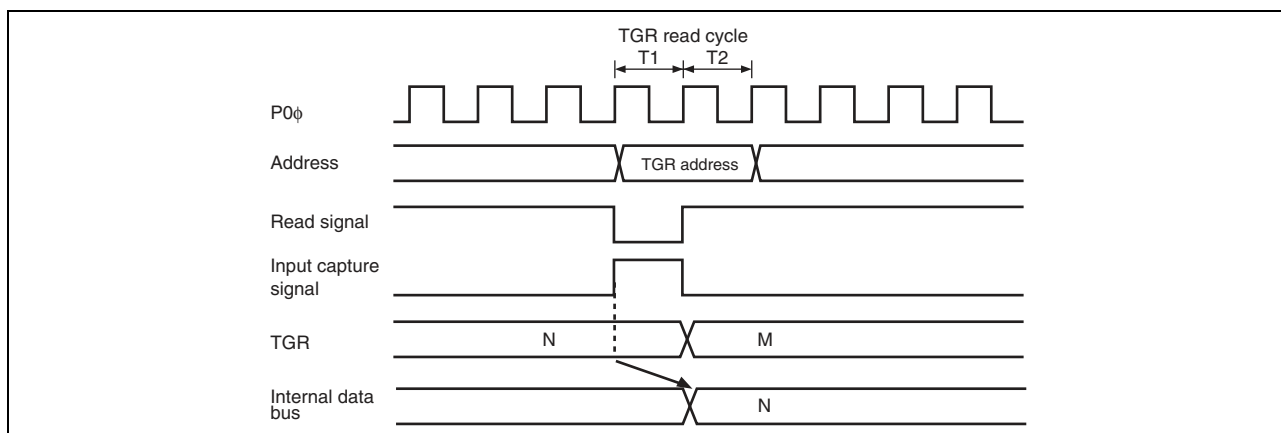 TGR read cycle
T1 T2
P0ϕ
Address
TGR address
Read signal
Input capture
signal
TGR
N M
Internal data
bus
N